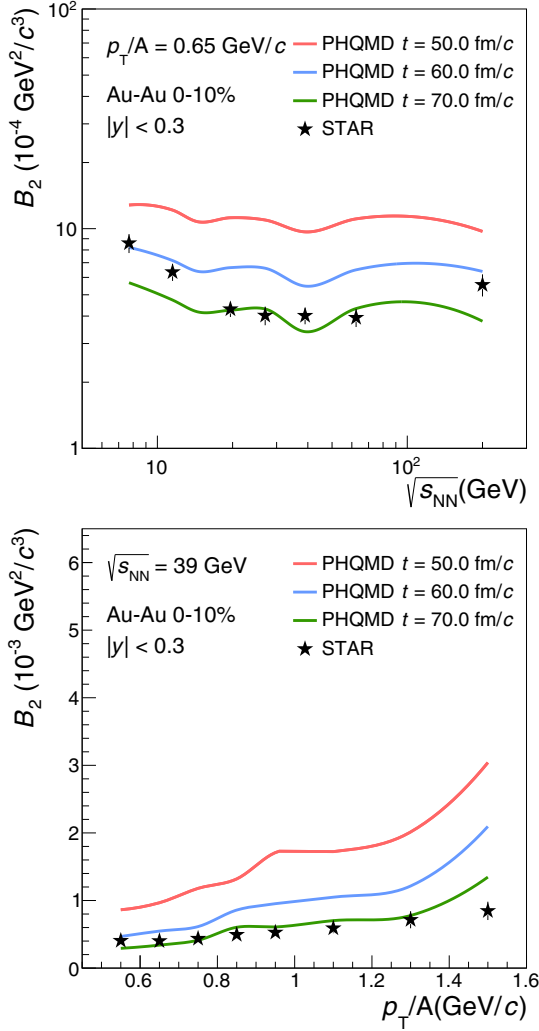 10²
p_T/A = 0.65 GeV/c
Au-Au 0-10%
|y| < 0.3
PHQMD t = 50.0 fm/c
PHQMD t = 60.0 fm/c
PHQMD t = 70.0 fm/c
STAR
B₂ (10⁻⁴ GeV²/c³)
10
1
10
10²
√s_NN(GeV)
√s_NN = 39 GeV
Au-Au 0-10%
|y| < 0.3
PHQMD t = 50.0 fm/c
PHQMD t = 60.0 fm/c
PHQMD t = 70.0 fm/c
STAR
B₂ (10⁻³ GeV²/c³)
6
5
4
3
2
1
0
0.6
0.8
1
1.2
1.4
1.6
p_T/A(GeV/c)